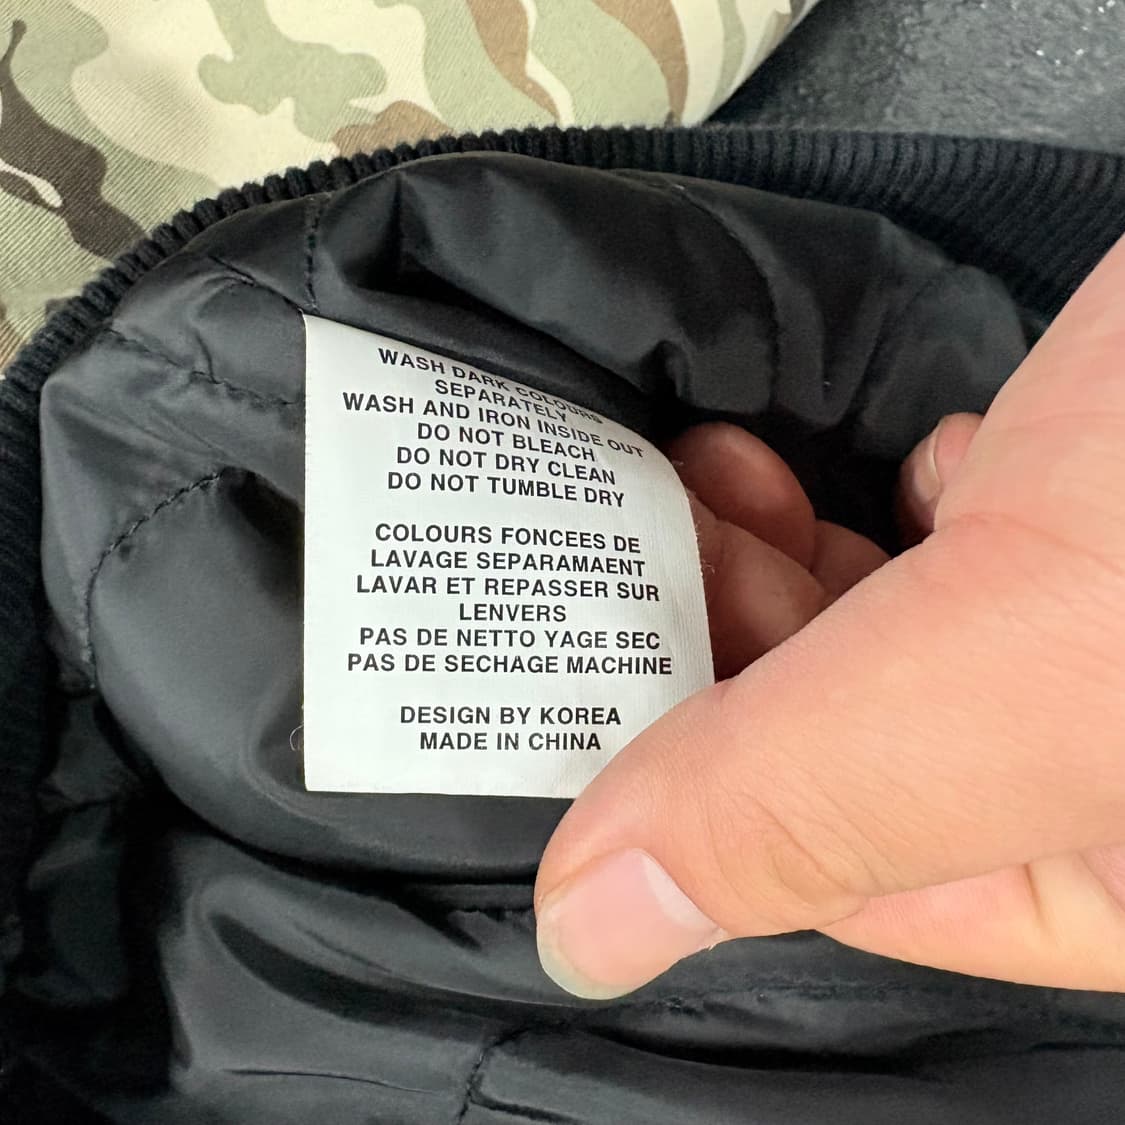 WASH DARK COLOURS
SEPARATELY
WASH AND IRON INSIDE OUT
DO NOT BLEACH
DO NOT DRY CLEAN
DO NOT TUMBLE DRY
COLOURS FONCEES DE
LAVAGE SEPARAMAENT
LAVAR ET REPASSER SUR
LENVERS
PAS DE NETTO YAGE SEC
PAS DE SECHAGE MACHINE
DESIGN BY KOREA
MADE IN CHINA